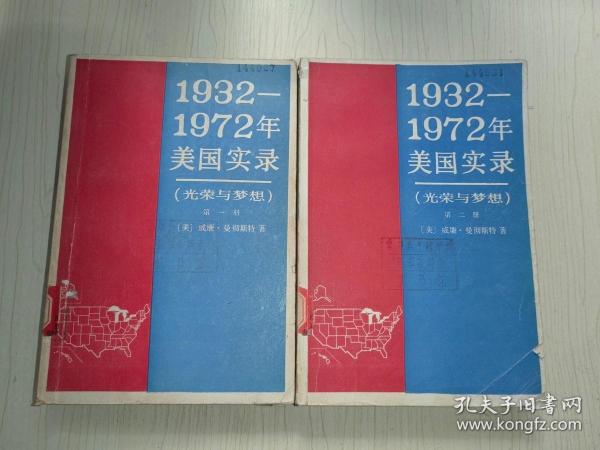 1932—
1972年
美国实录
(光荣与梦想)
第一册
〔美〕威廉·曼彻斯特 著
1932—
1972年
美国实录
(光荣与梦想)
第二册
〔美〕威廉·曼彻斯特 著
孔夫子旧书网
www.kongfz.com